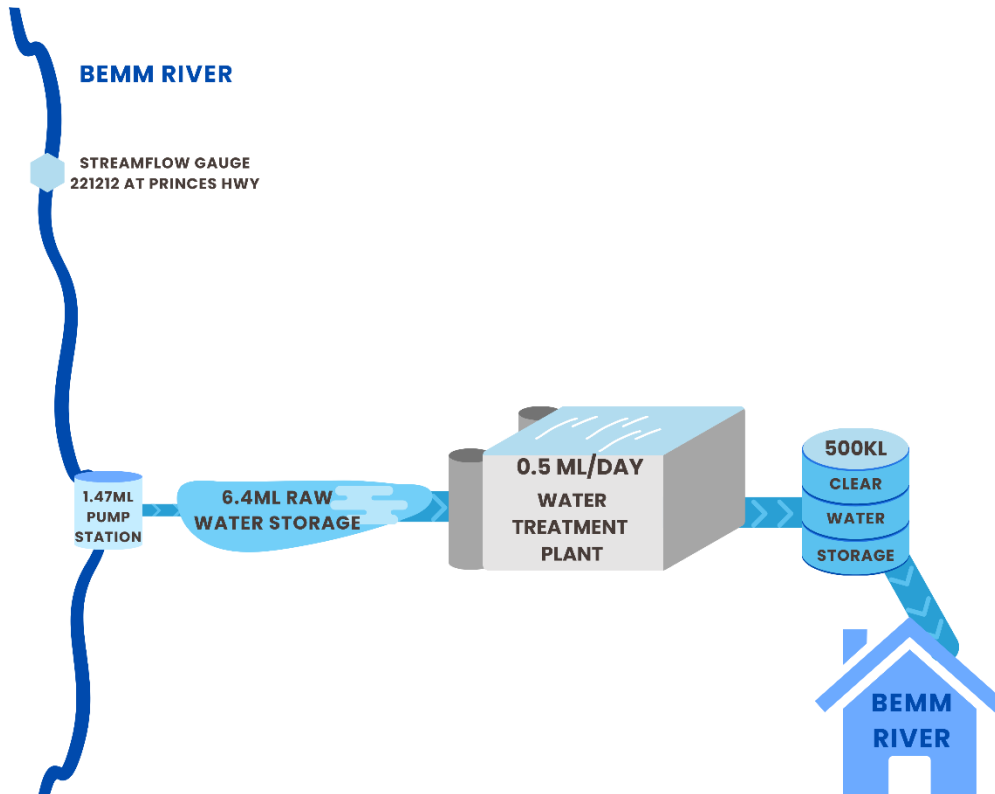 BEMM RIVER
STREAMFLOW GAUGE
221212 AT PRINCES HWY
1.47ML
PUMP
STATION
6.4ML RAW
WATER STORAGE
0.5 ML/DAY
WATER
TREATMENT
PLANT
500KL
CLEAR
WATER
STORAGE
BEMM
RIVER